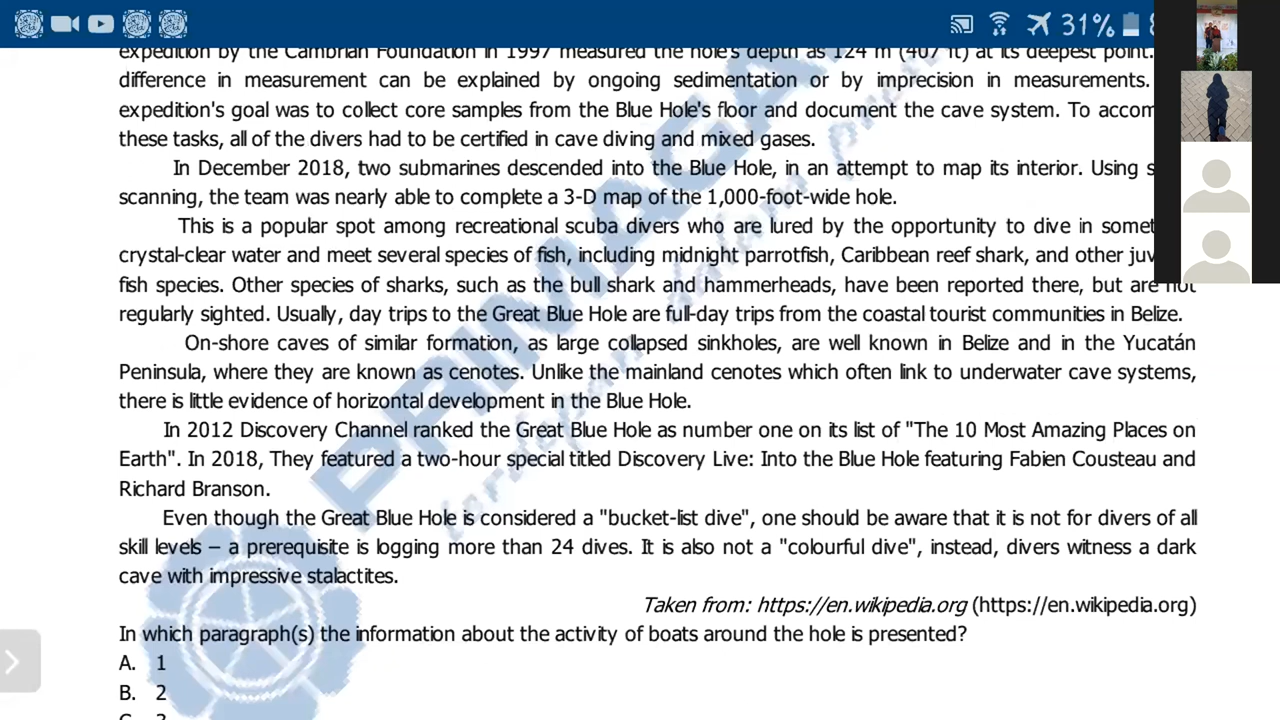 31%
expedition by the Cambrian Foundation in 1997 measured the hole's depth as 124 m (407 ft) at its deepest point.
difference in measurement can be explained by ongoing sedimentation or by imprecision in measurements.
expedition's goal was to collect core samples from the Blue Hole's floor and document the cave system. To accom
these tasks, all of the divers had to be certified in cave diving and mixed gases.
In December 2018, two submarines descended into the Blue Hole, in an attempt to map its interior. Using s
scanning, the team was nearly able to complete a 3-D map of the 1,000-foot-wide hole.
This is a popular spot among recreational scuba divers who are lured by the opportunity to dive in somet
crystal-clear water and meet several species of fish, including midnight parrotfish, Caribbean reef shark, and other juv
fish species. Other species of sharks, such as the bull shark and hammerheads, have been reported there, but are not
regularly sighted. Usually, day trips to the Great Blue Hole are full-day trips from the coastal tourist communities in Belize.
On-shore caves of similar formation, as large collapsed sinkholes, are well known in Belize and in the Yucatán
Peninsula, where they are known as cenotes. Unlike the mainland cenotes which often link to underwater cave systems,
there is little evidence of horizontal development in the Blue Hole.
In 2012 Discovery Channel ranked the Great Blue Hole as number one on its list of "The 10 Most Amazing Places on
Earth". In 2018, They featured a two-hour special titled Discovery Live: Into the Blue Hole featuring Fabien Cousteau and
Richard Branson.
Even though the Great Blue Hole is considered a "bucket-list dive", one should be aware that it is not for divers of all
skill levels – a prerequisite is logging more than 24 dives. It is also not a "colourful dive", instead, divers witness a dark
cave with impressive stalactites.
Taken from: https://en.wikipedia.org (https://en.wikipedia.org)
In which paragraph(s) the information about the activity of boats around the hole is presented?
A. 1
B. 2
C. 3
PRIMAGAMA